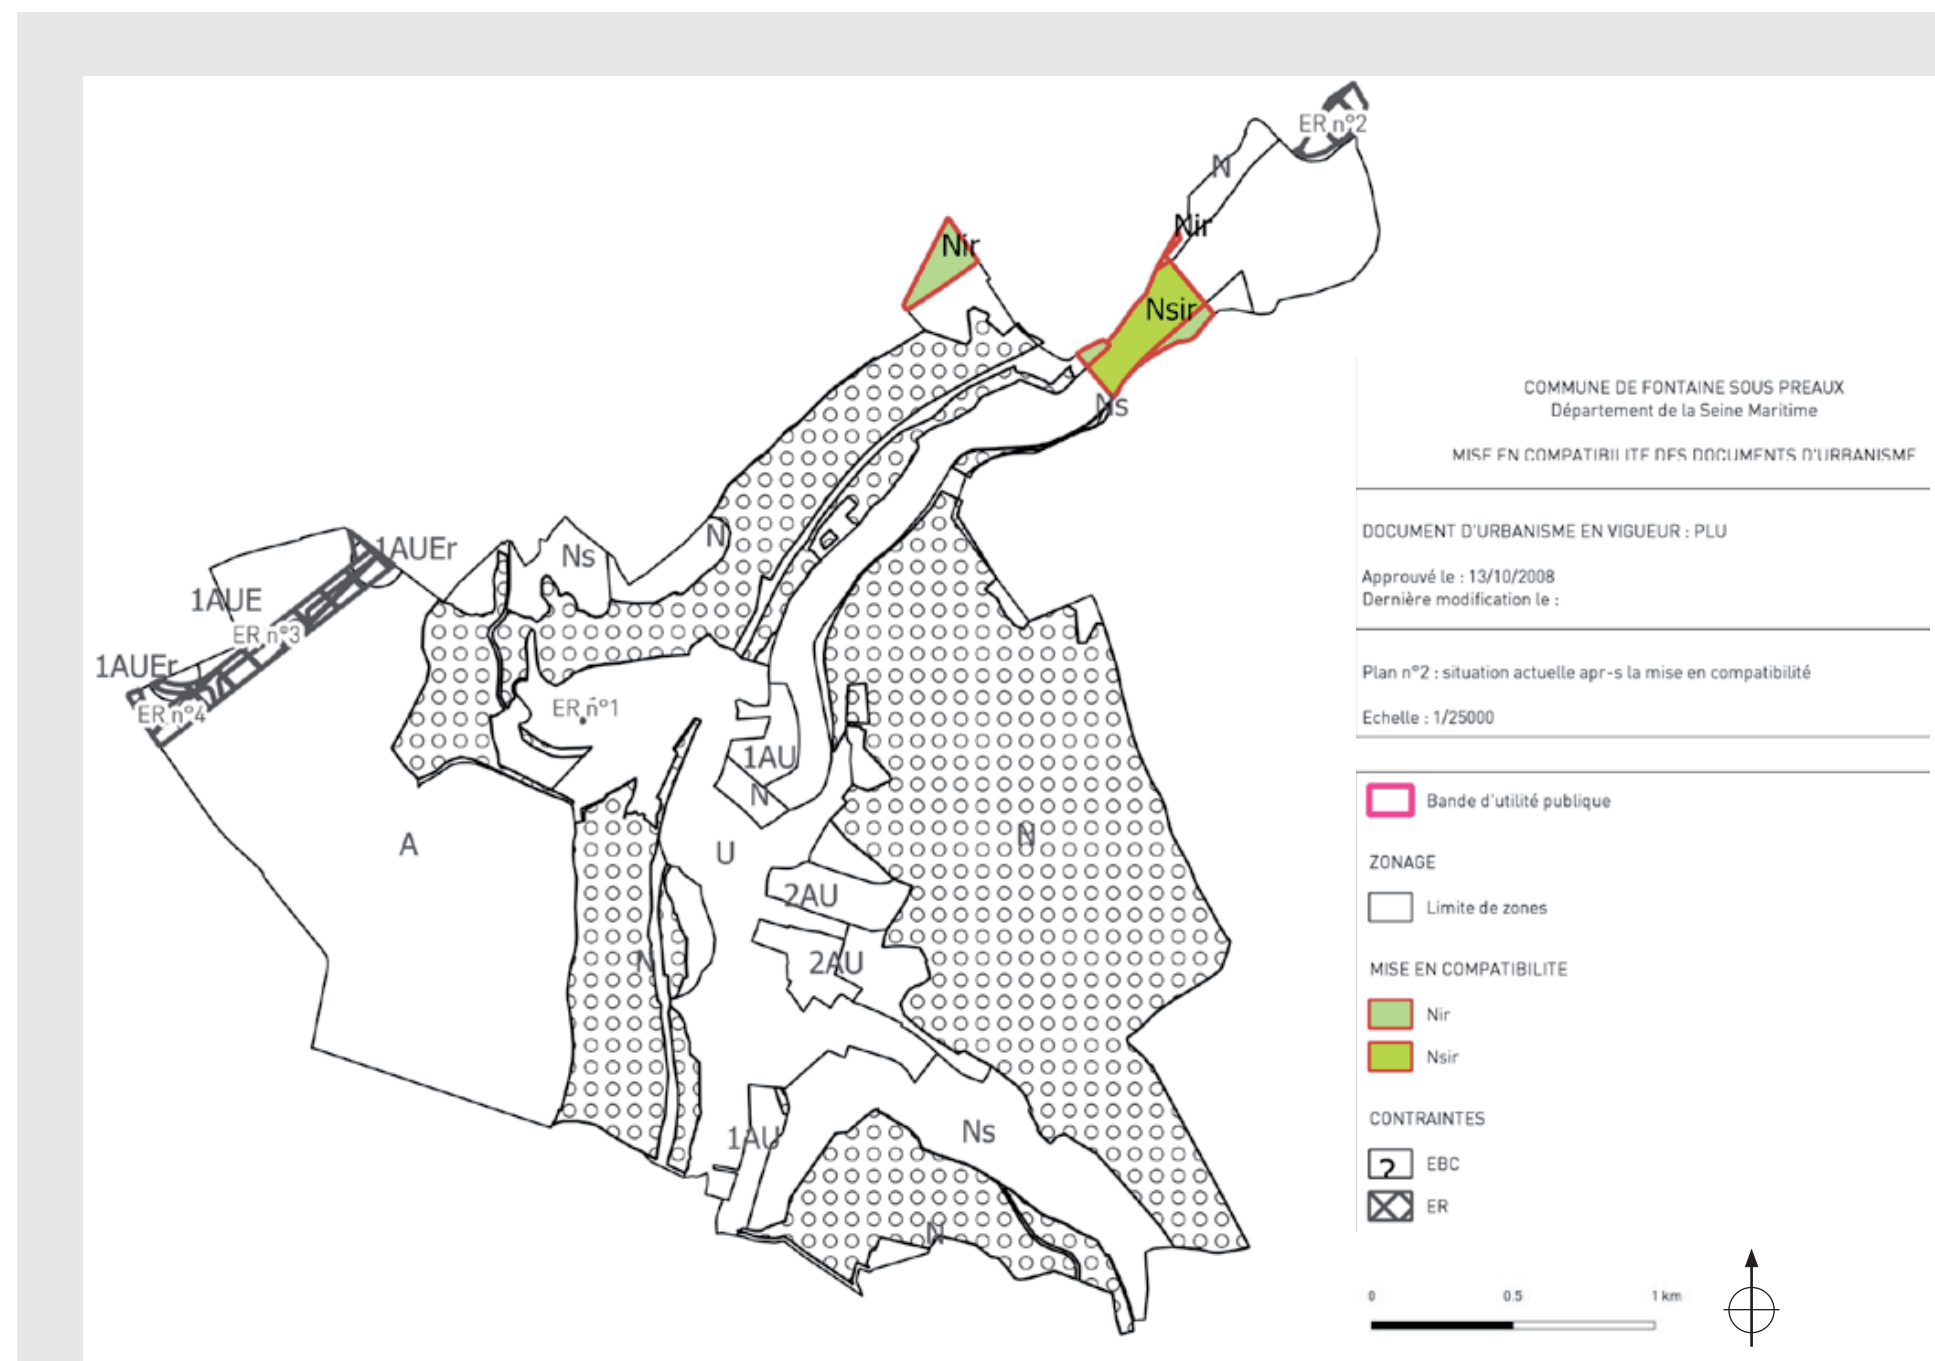 ER n°2
N
Nir
Nir
Nsir
Ns
1AUEr
Ns
N
1AUE
ER n°3
1AUEr
ER n°4
ER n°1
1AU
N
A
U
N
2AU
N
2AU
1AU
Ns
N
COMMUNE DE FONTAINE SOUS PREAUX
Département de la Seine Maritime
MISE EN COMPATIBILITE DES DOCUMENTS D'URBANISME
DOCUMENT D'URBANISME EN VIGUEUR : PLU
Approuvé le : 13/10/2008
Dernière modification le :
Plan n°2 : situation actuelle apr-s la mise en compatibilité
Echelle : 1/25000
Bande d'utilité publique
ZONAGE
Limite de zones
MISE EN COMPATIBILITE
Nir
Nsir
CONTRAINTES
? EBC
ER
0 0.5 1 km